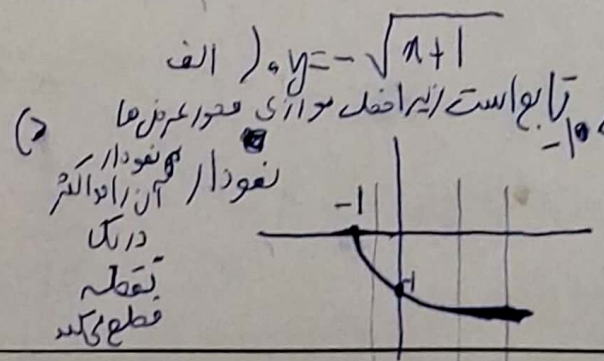 الف) y=-√x+1
تابع است زیرا خط موازی محور عرض ها
نمودار
نمودار آن را حداکثر
در یک
نقطه
قطع می کند
-1
-1